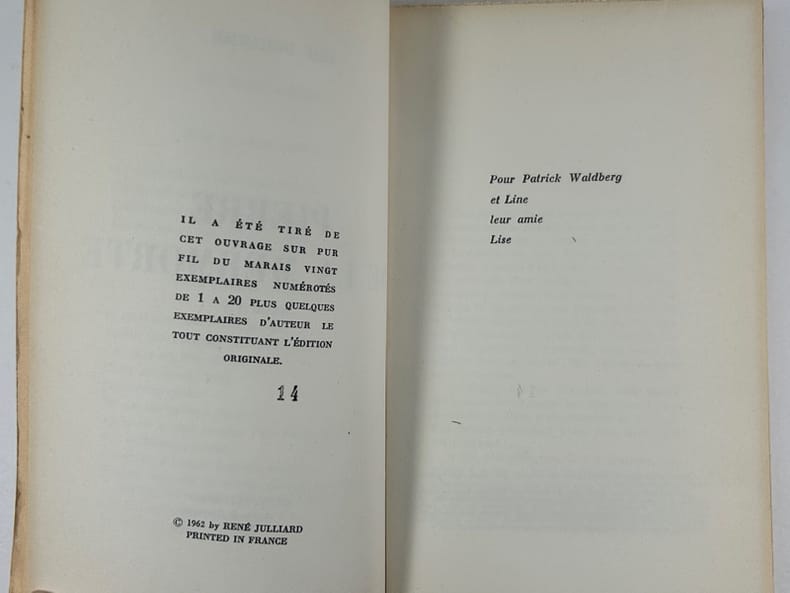 IL A ÉTÉ TIRÉ DE
CET OUVRAGE SUR PUR
FIL DU MARAIS VINGT
EXEMPLAIRES NUMÉROTÉS
DE 1 A 20 PLUS QUELQUES
EXEMPLAIRES D'AUTEUR LE
TOUT CONSTITUANT L'ÉDITION
ORIGINALE.
14
© 1962 by RENÉ JULLIARD
PRINTED IN FRANCE
Pour Patrick Waldberg
et Line
leur amie
Lise